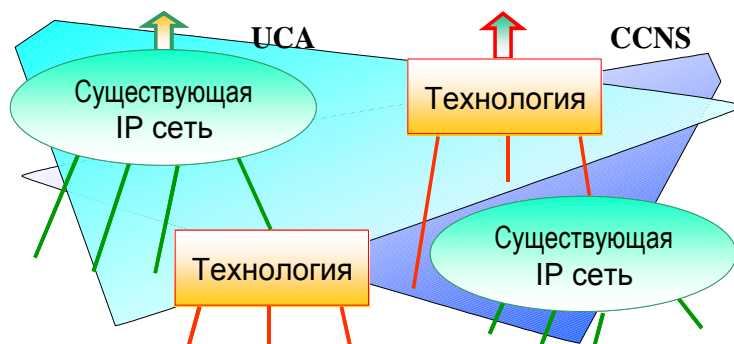 UCA
CCNS
Существующая
IP сеть
Технология
Технология
Существующая
IP сеть